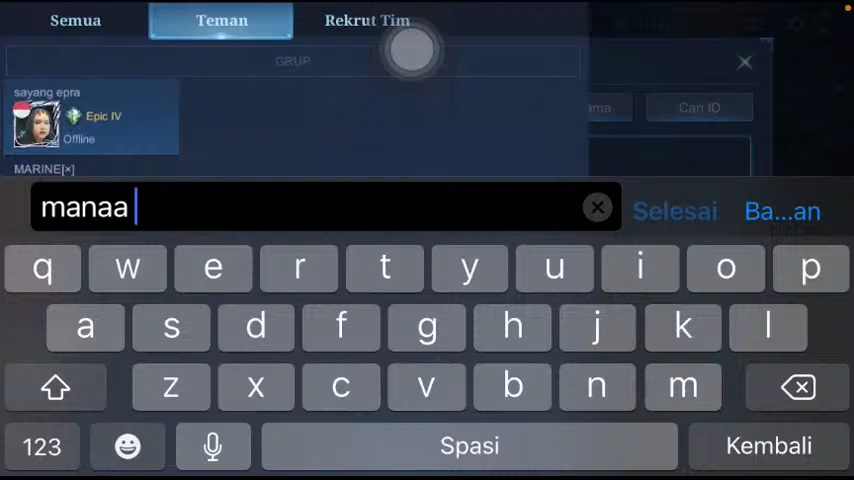 Semua Teman Rekrut Tim
GRUP
sayang epra
Epic IV
Offline
Cari ID
MARINE[×]
manaa
Selesai Ba...an
q w e r t y u i o p
a s d f g h j k l
z x c v b n m
123 Spasi Kembali